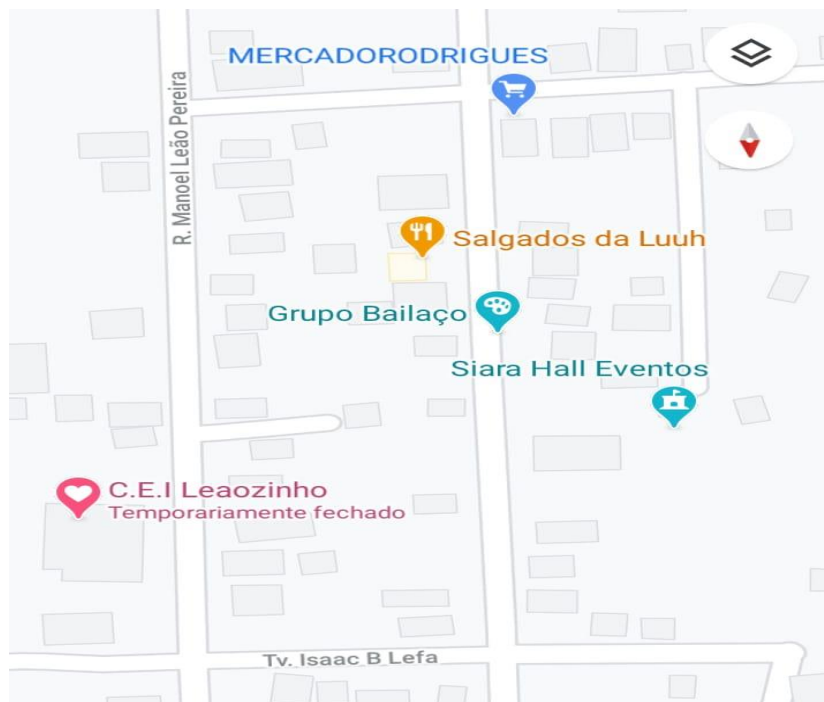 MERCADORODRIGUES
R. Manoel Leão Pereira
Salgados da Luuh
Grupo Bailaço
Siara Hall Eventos
C.E.I Leaozinho
Temporariamente fechado
Tv. Isaac B Lefa